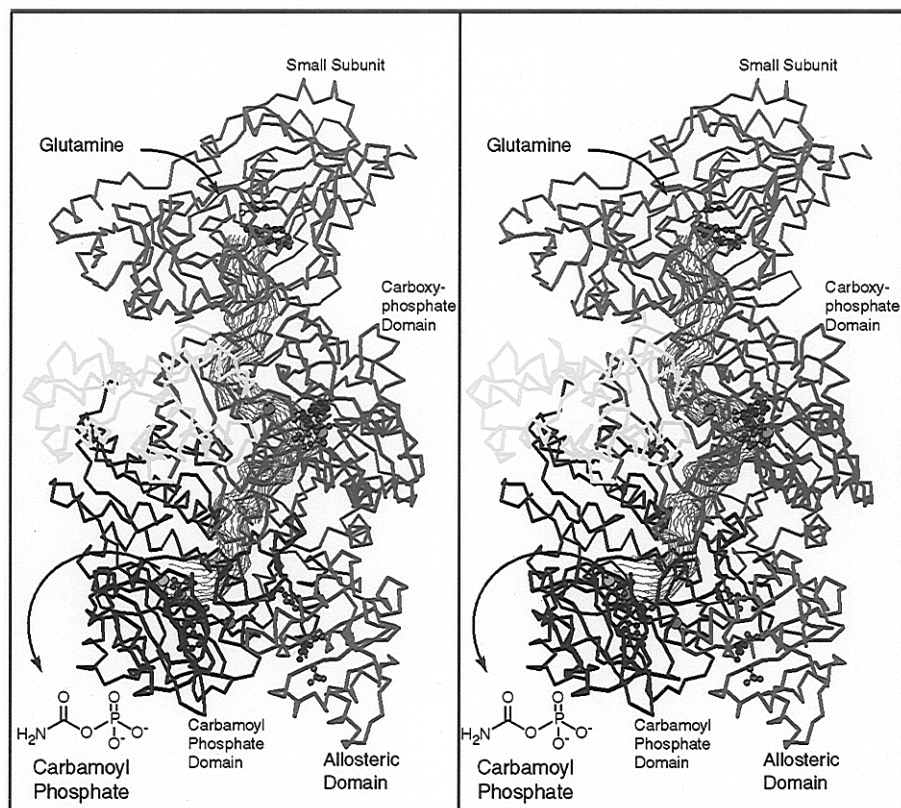 Small Subunit
Glutamine
Carboxy-
phosphate
Domain
O
O
H₂N
O
P
O⁻
O⁻
Carbamoyl
Phosphate
Carbamoyl
Phosphate
Domain
Allosteric
Domain
Small Subunit
Glutamine
Carboxy-
phosphate
Domain
O
O
H₂N
O
P
O⁻
O⁻
Carbamoyl
Phosphate
Carbamoyl
Phosphate
Domain
Allosteric
Domain